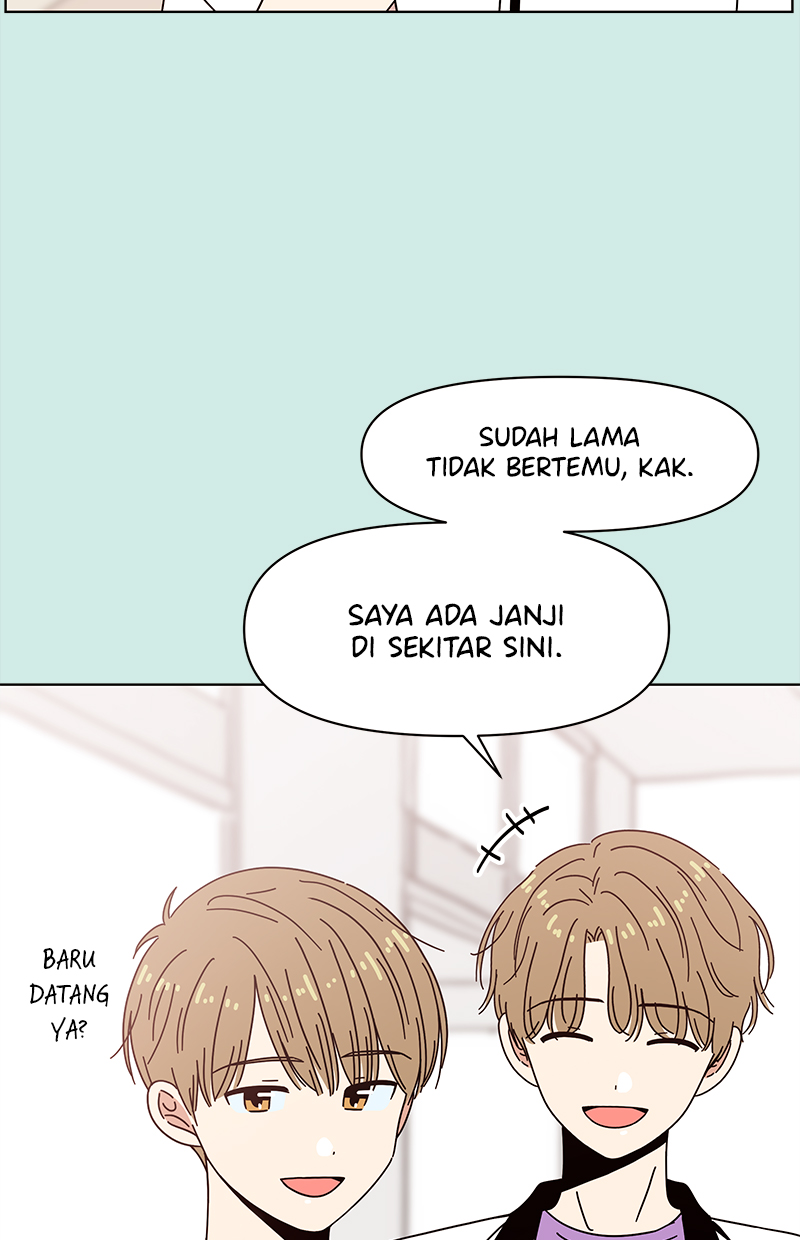 SUDAH LAMA
TIDAK BERTEMU, KAK.
SAYA ADA JANJI
DI SEKITAR SINI.
BARU
DATANG
YA?